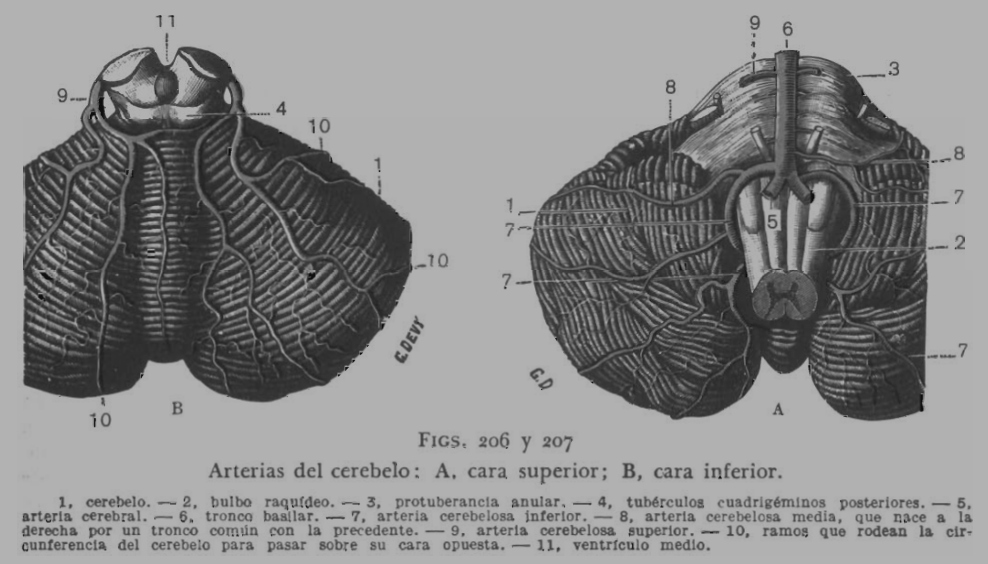 11
9
4
10
1
10
10
G. DEVY
B
9
6
3
8
8
1
7
7
5
2
7
7
G. D
A
FIGS. 206 y 207
Arterias del cerebelo: A, cara superior; B, cara inferior.
1, cerebelo. — 2, bulbo raquídeo. — 3, protuberancia anular. — 4, tubérculos cuadrigéminos posteriores. — 5,
arteria cerebral. — 6, tronco basilar. — 7, arteria cerebelosa inferior. — 8, arteria cerebelosa media, que nace a la
derecha por un tronco común con la precedente. — 9, arteria cerebelosa superior. — 10, ramos que rodean la cir-
cunferencia del cerebelo para pasar sobre su cara opuesta. — 11, ventrículo medio.